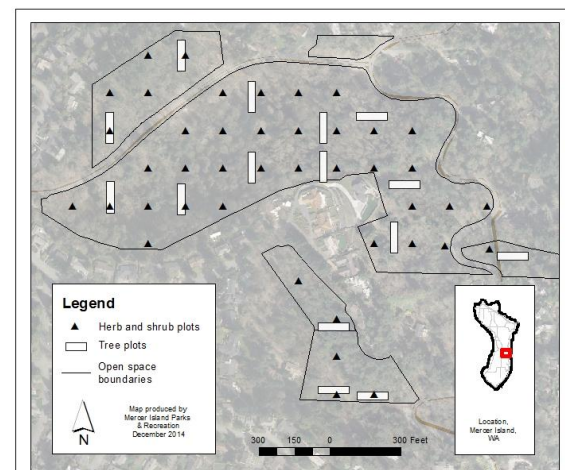 Legend
Herb and shrub plots
Tree plots
Open space
boundaries
Map produced by
Mercer Island Parks
& Recreation
December 2014
N
300 150 0 300 Feet
Location,
Mercer Island,
WA